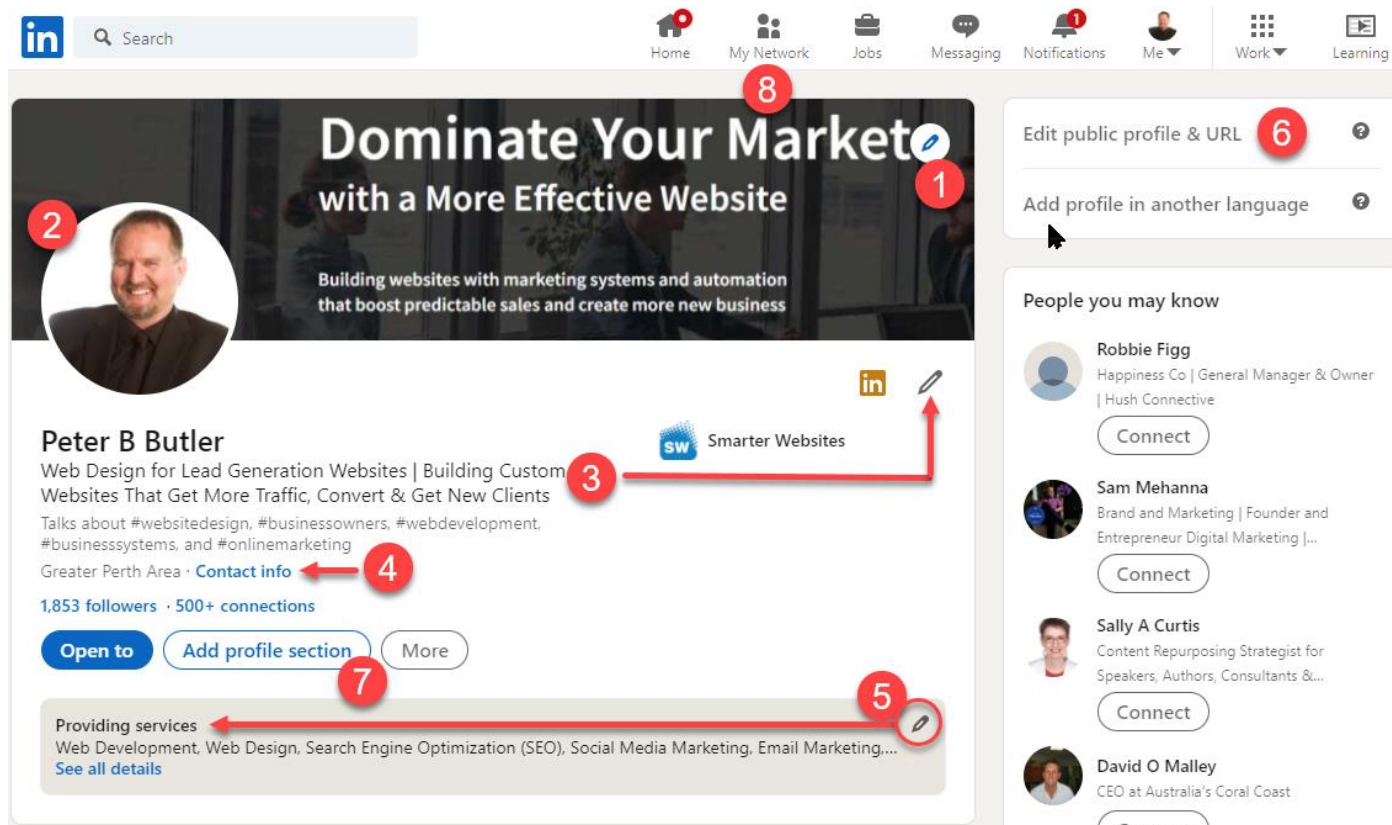 in
Search
Home
My Network
Jobs
Messaging
1
Notifications
Me
Work
Learning
8
Dominate Your Market
with a More Effective Website
Building websites with marketing systems and automation
that boost predictable sales and create more new business
1
2
in
Peter B Butler
Web Design for Lead Generation Websites | Building Custom
Websites That Get More Traffic, Convert & Get New Clients
3
sw
Smarter Websites
Talks about #websitedesign, #businessowners, #webdevelopment,
#businesssystems, and #onlinemarketing
Greater Perth Area · Contact info
4
1,853 followers · 500+ connections
Open to
Add profile section
More
7
5
Providing services
Web Development, Web Design, Search Engine Optimization (SEO), Social Media Marketing, Email Marketing,...
See all details
Edit public profile & URL
6
?
Add profile in another language
?
People you may know
Robbie Figg
Happiness Co | General Manager & Owner
| Hush Connective
Connect
Sam Mehanna
Brand and Marketing | Founder and
Entrepreneur Digital Marketing |...
Connect
Sally A Curtis
Content Repurposing Strategist for
Speakers, Authors, Consultants &...
Connect
David O Malley
CEO at Australia's Coral Coast